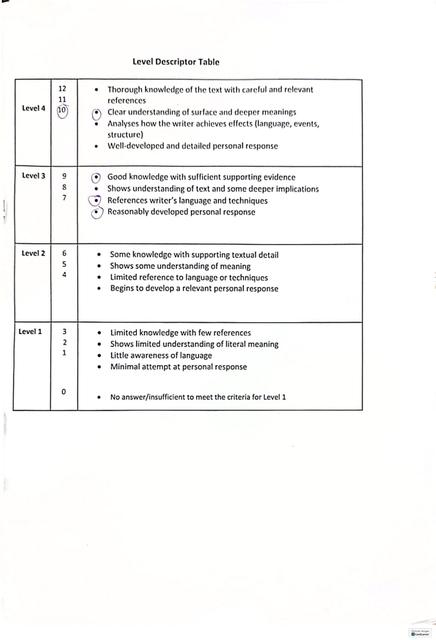 Level Descriptor Table
Level 4
12
11
10
• Thorough knowledge of the text with careful and relevant
references
• Clear understanding of surface and deeper meanings
• Analyses how the writer achieves effects (language, events,
structure)
• Well-developed and detailed personal response
Level 3
9
8
7
• Good knowledge with sufficient supporting evidence
• Shows understanding of text and some deeper implications
• References writer's language and techniques
• Reasonably developed personal response
Level 2
6
5
4
• Some knowledge with supporting textual detail
• Shows some understanding of meaning
• Limited reference to language or techniques
• Begins to develop a relevant personal response
Level 1
3
2
1
0
• Limited knowledge with few references
• Shows limited understanding of literal meaning
• Little awareness of language
• Minimal attempt at personal response
• No answer/insufficient to meet the criteria for Level 1